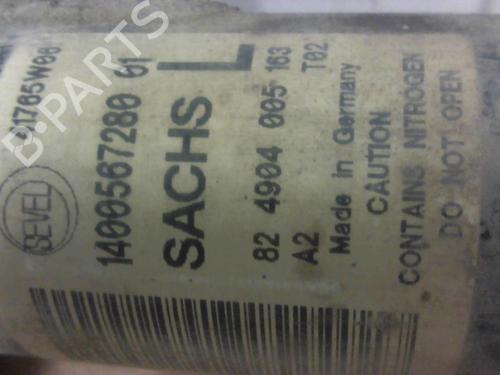 01765W06
SEVEL
1400567280 01
SACHS L
82 4904 005 163
A2 T02
Made in Germany
CAUTION
CONTAINS NITROGEN
DO NOT OPEN
B-PARTS